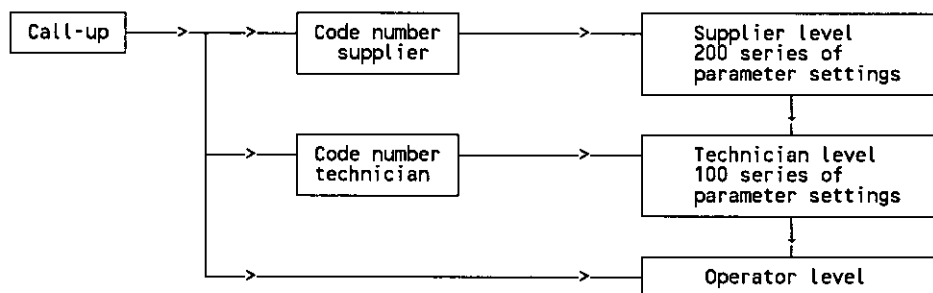 Call-up
Code number
supplier
Supplier level
200 series of
parameter settings
Code number
technician
Technician level
100 series of
parameter settings
Operator level